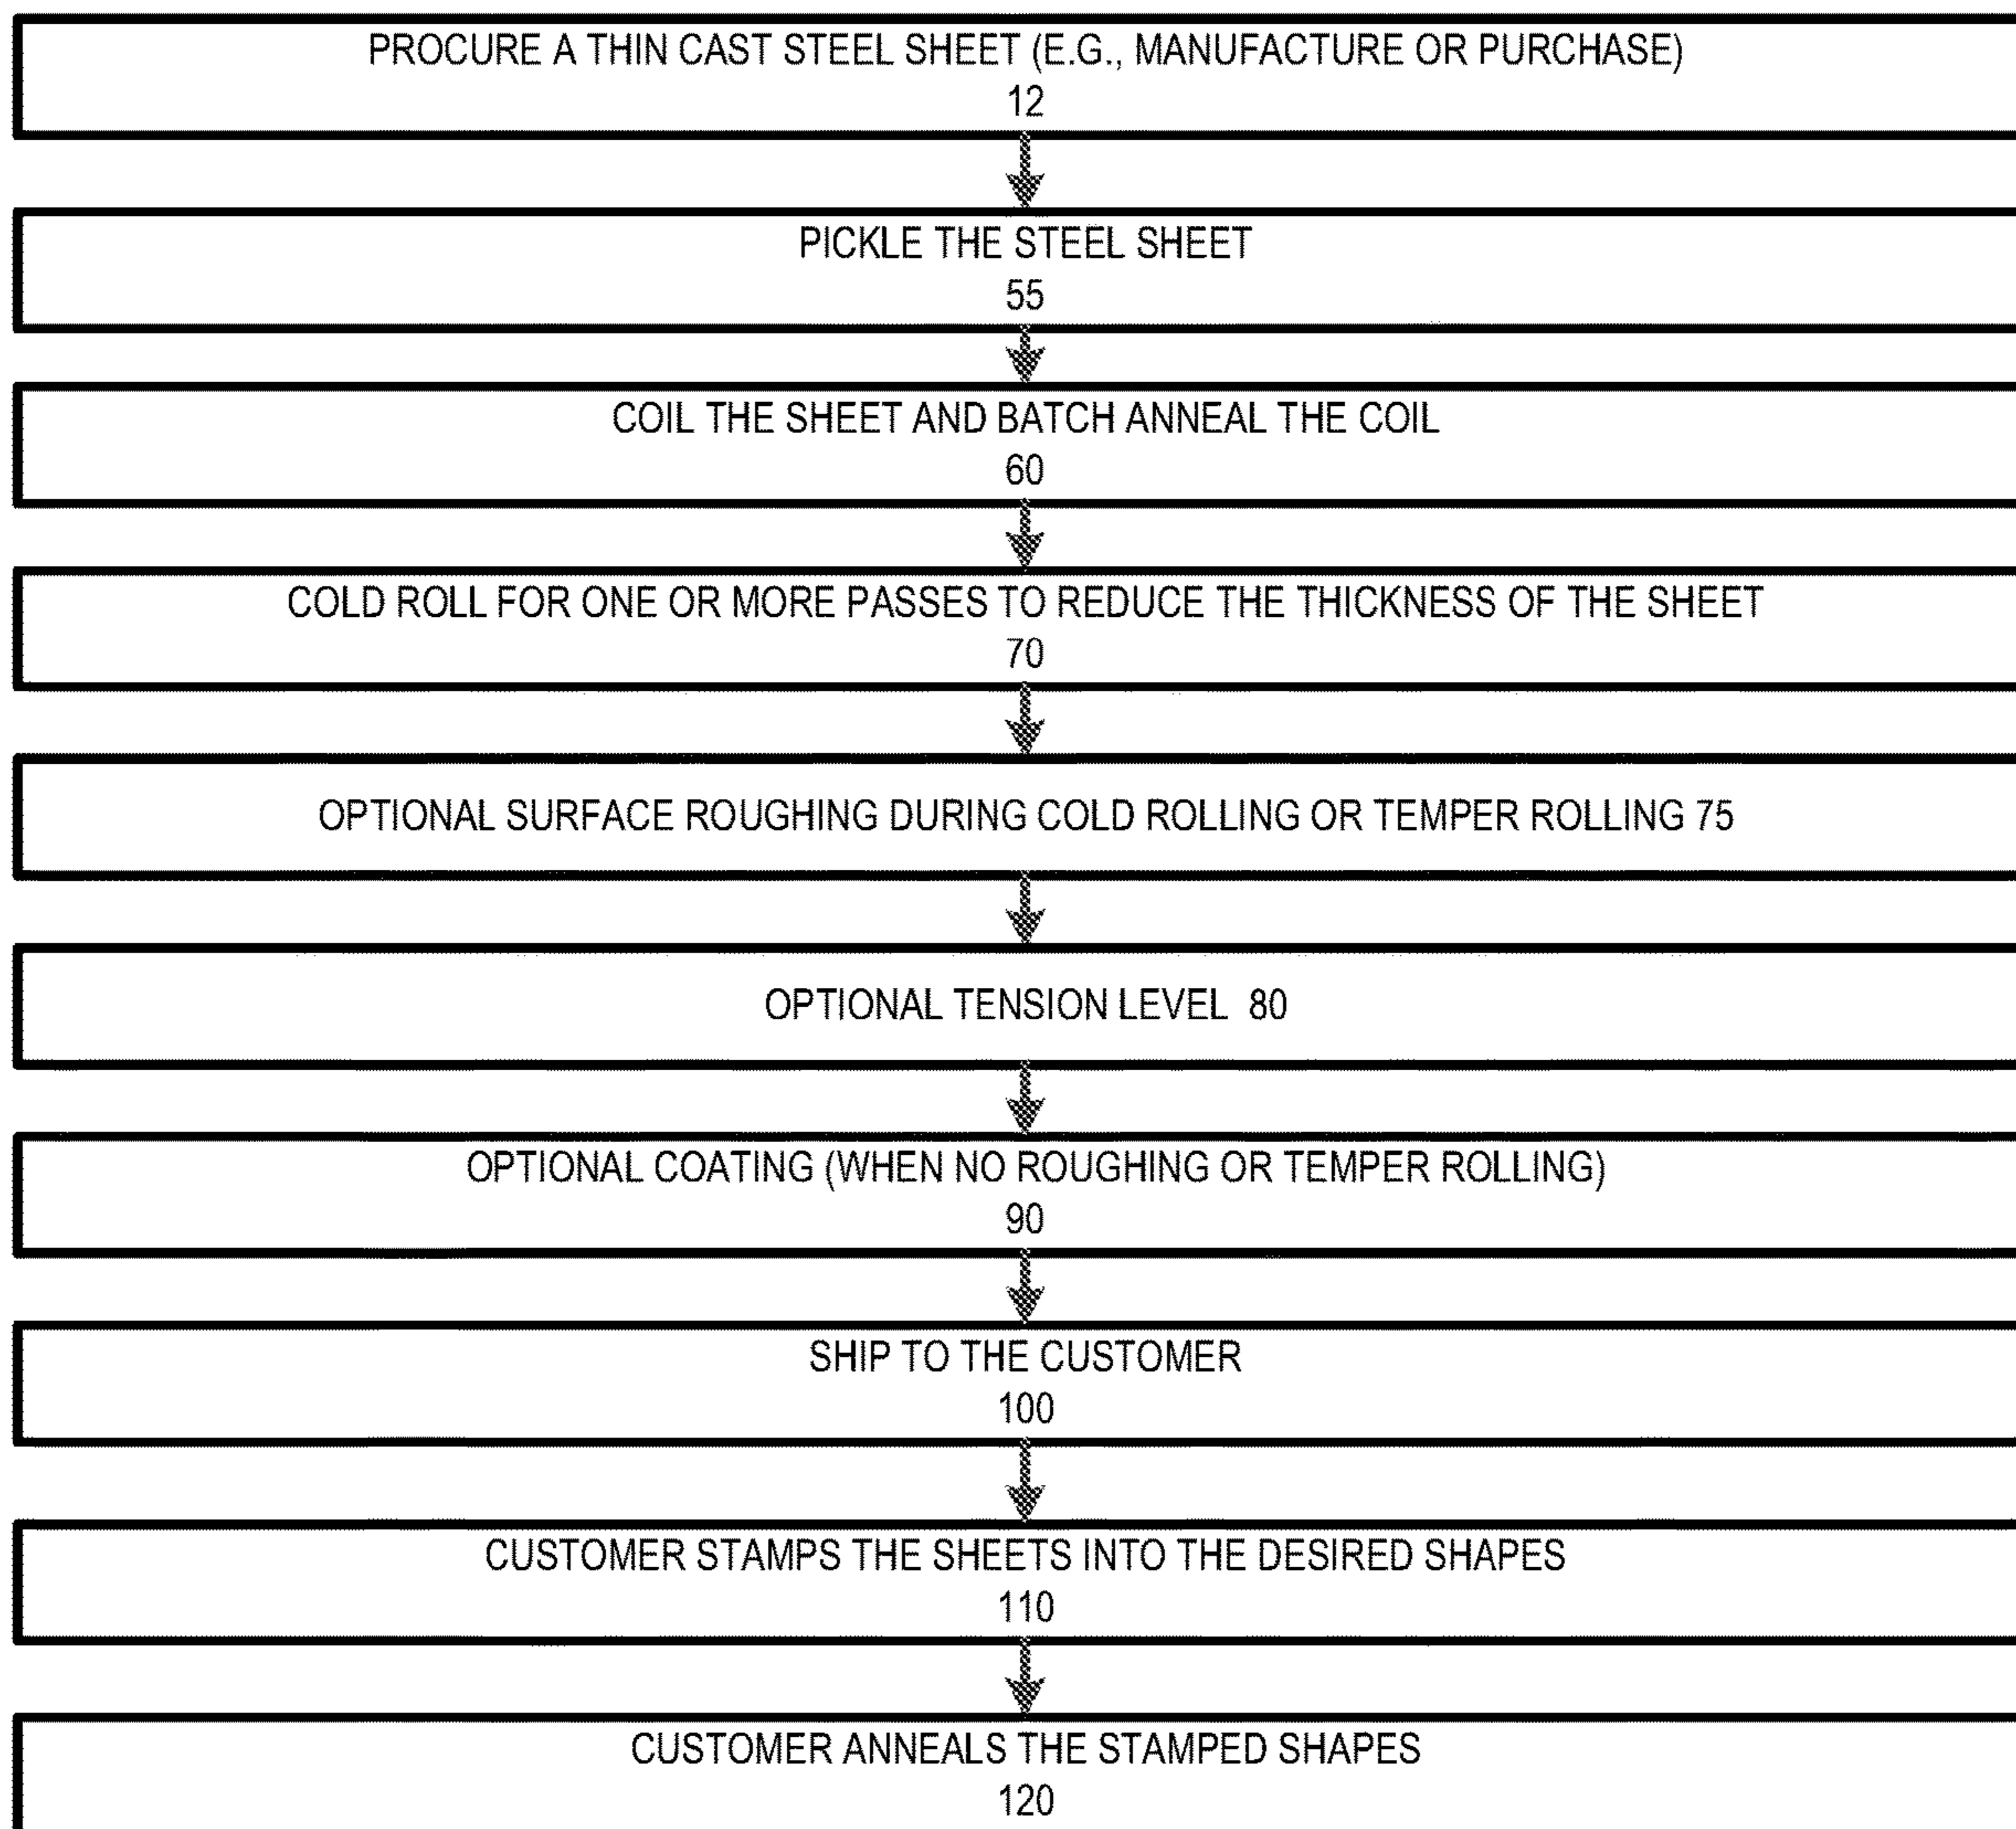 PROCURE A THIN CAST STEEL SHEET (E.G., MANUFACTURE OR PURCHASE)
12
PICKLE THE STEEL SHEET
55
COIL THE SHEET AND BATCH ANNEAL THE COIL
60
COLD ROLL FOR ONE OR MORE PASSES TO REDUCE THE THICKNESS OF THE SHEET
70
OPTIONAL SURFACE ROUGHING DURING COLD ROLLING OR TEMPER ROLLING 75
OPTIONAL TENSION LEVEL 80
OPTIONAL COATING (WHEN NO ROUGHING OR TEMPER ROLLING)
90
SHIP TO THE CUSTOMER
100
CUSTOMER STAMPS THE SHEETS INTO THE DESIRED SHAPES
110
CUSTOMER ANNEALS THE STAMPED SHAPES
120